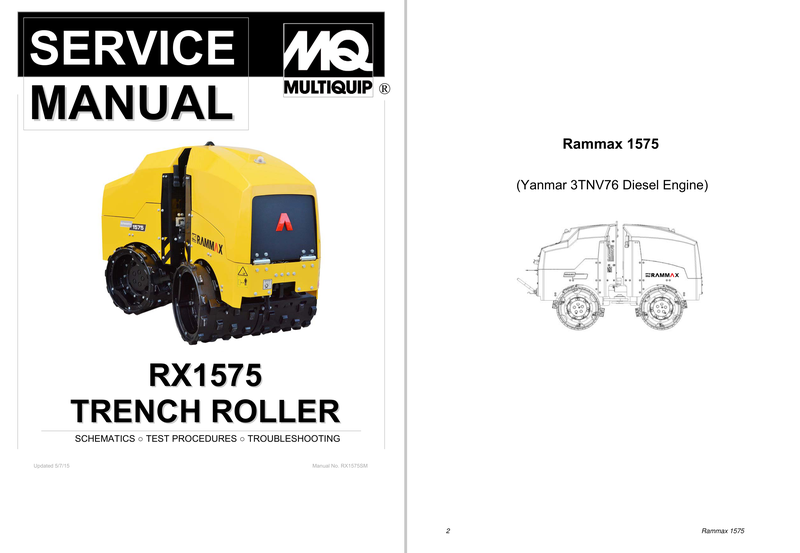 SERVICE
MANUAL
MQ
MULTIQUIP ®
1575
RAMMAX
RX1575
TRENCH ROLLER
SCHEMATICS ○ TEST PROCEDURES ○ TROUBLESHOOTING
Updated 5/7/15
Manual No. RX1575SM
Rammax 1575
(Yanmar 3TNV76 Diesel Engine)
RAMMAX
2
Rammax 1575